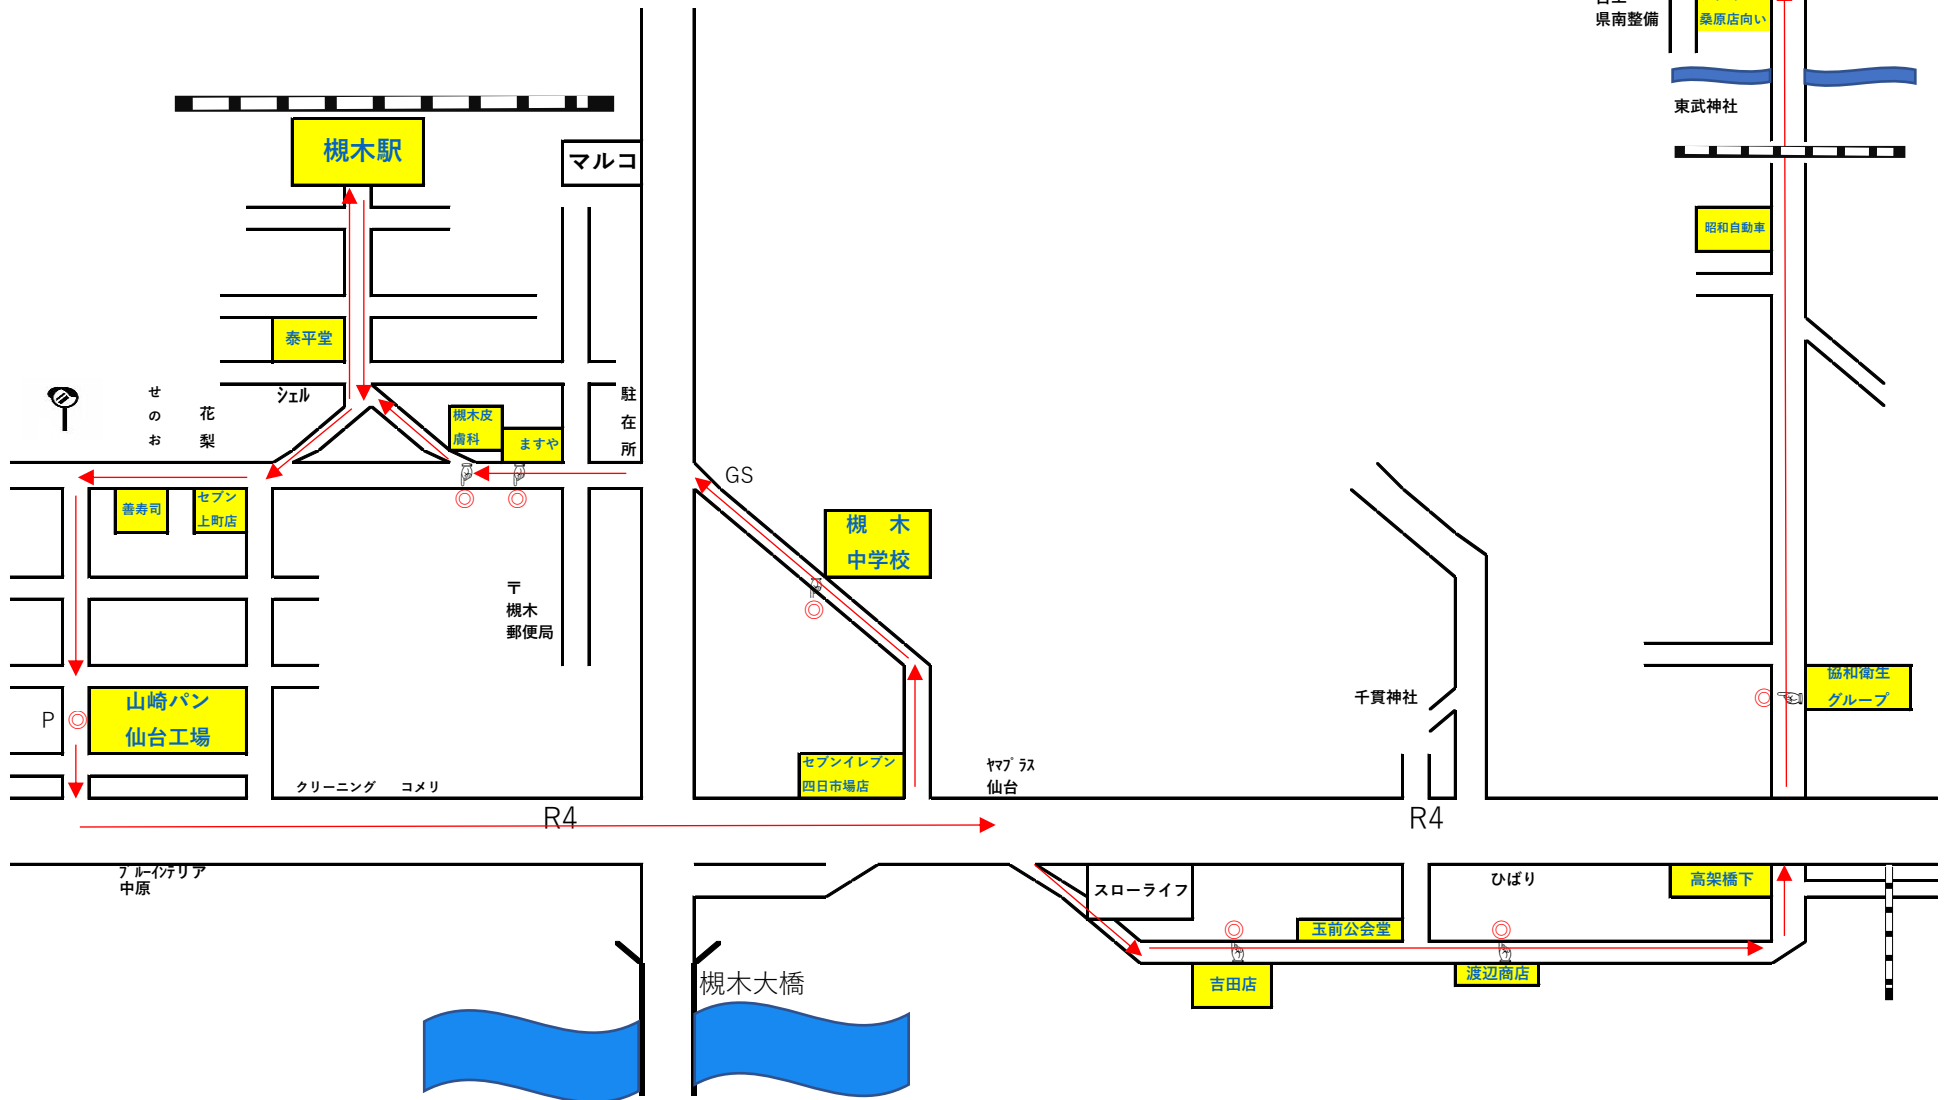 県南整備
桑原店向い
東武神社
槻木駅
マルコ
昭和自動車
泰平堂
シェル
せのお
花梨
駐在所
槻木皮
膚科
ますや
GS
善寿司
セブン
上町店
槻 木
中学校
〒
槻木
郵便局
千貫神社
協和衛生
グループ
山崎パン
仙台工場
P
セブンイレブン
四日市場店
ヤマプラス
仙台
クリーニング コメリ
R4
R4
ブルーインテリア
中原
スローライフ
ひばり
高架橋下
玉前公会堂
吉田店
渡辺商店
槻木大橋